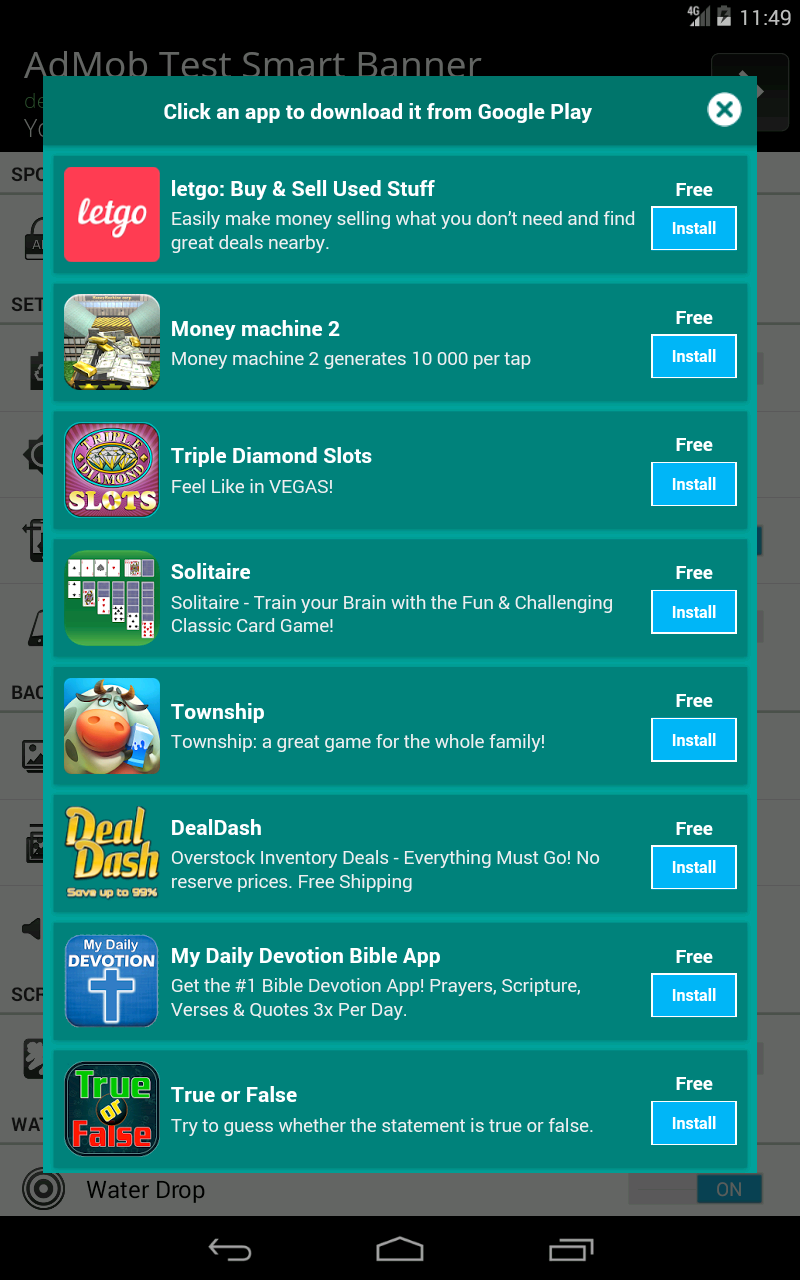 4G 11:49
AdMob Test Smart Banner
Click an app to download it from Google Play
de
Yo
SPO
letgo
letgo: Buy & Sell Used Stuff
Easily make money selling what you don’t need and find
great deals nearby.
Free
Install
SET
Money machine 2
Money machine 2 generates 10 000 per tap
Free
Install
TRIPLE
DIAMOND
SLOTS
Triple Diamond Slots
Feel Like in VEGAS!
Free
Install
Solitaire
Solitaire - Train your Brain with the Fun & Challenging
Classic Card Game!
Free
Install
BAC
Township
Township: a great game for the whole family!
Free
Install
Deal
Dash
Save up to 99%
DealDash
Overstock Inventory Deals - Everything Must Go! No
reserve prices. Free Shipping
Free
Install
My Daily
DEVOTION
My Daily Devotion Bible App
Get the #1 Bible Devotion App! Prayers, Scripture,
Verses & Quotes 3x Per Day.
Free
Install
SCR
True
or
False
True or False
Try to guess whether the statement is true or false.
Free
Install
WAT
Water Drop
ON